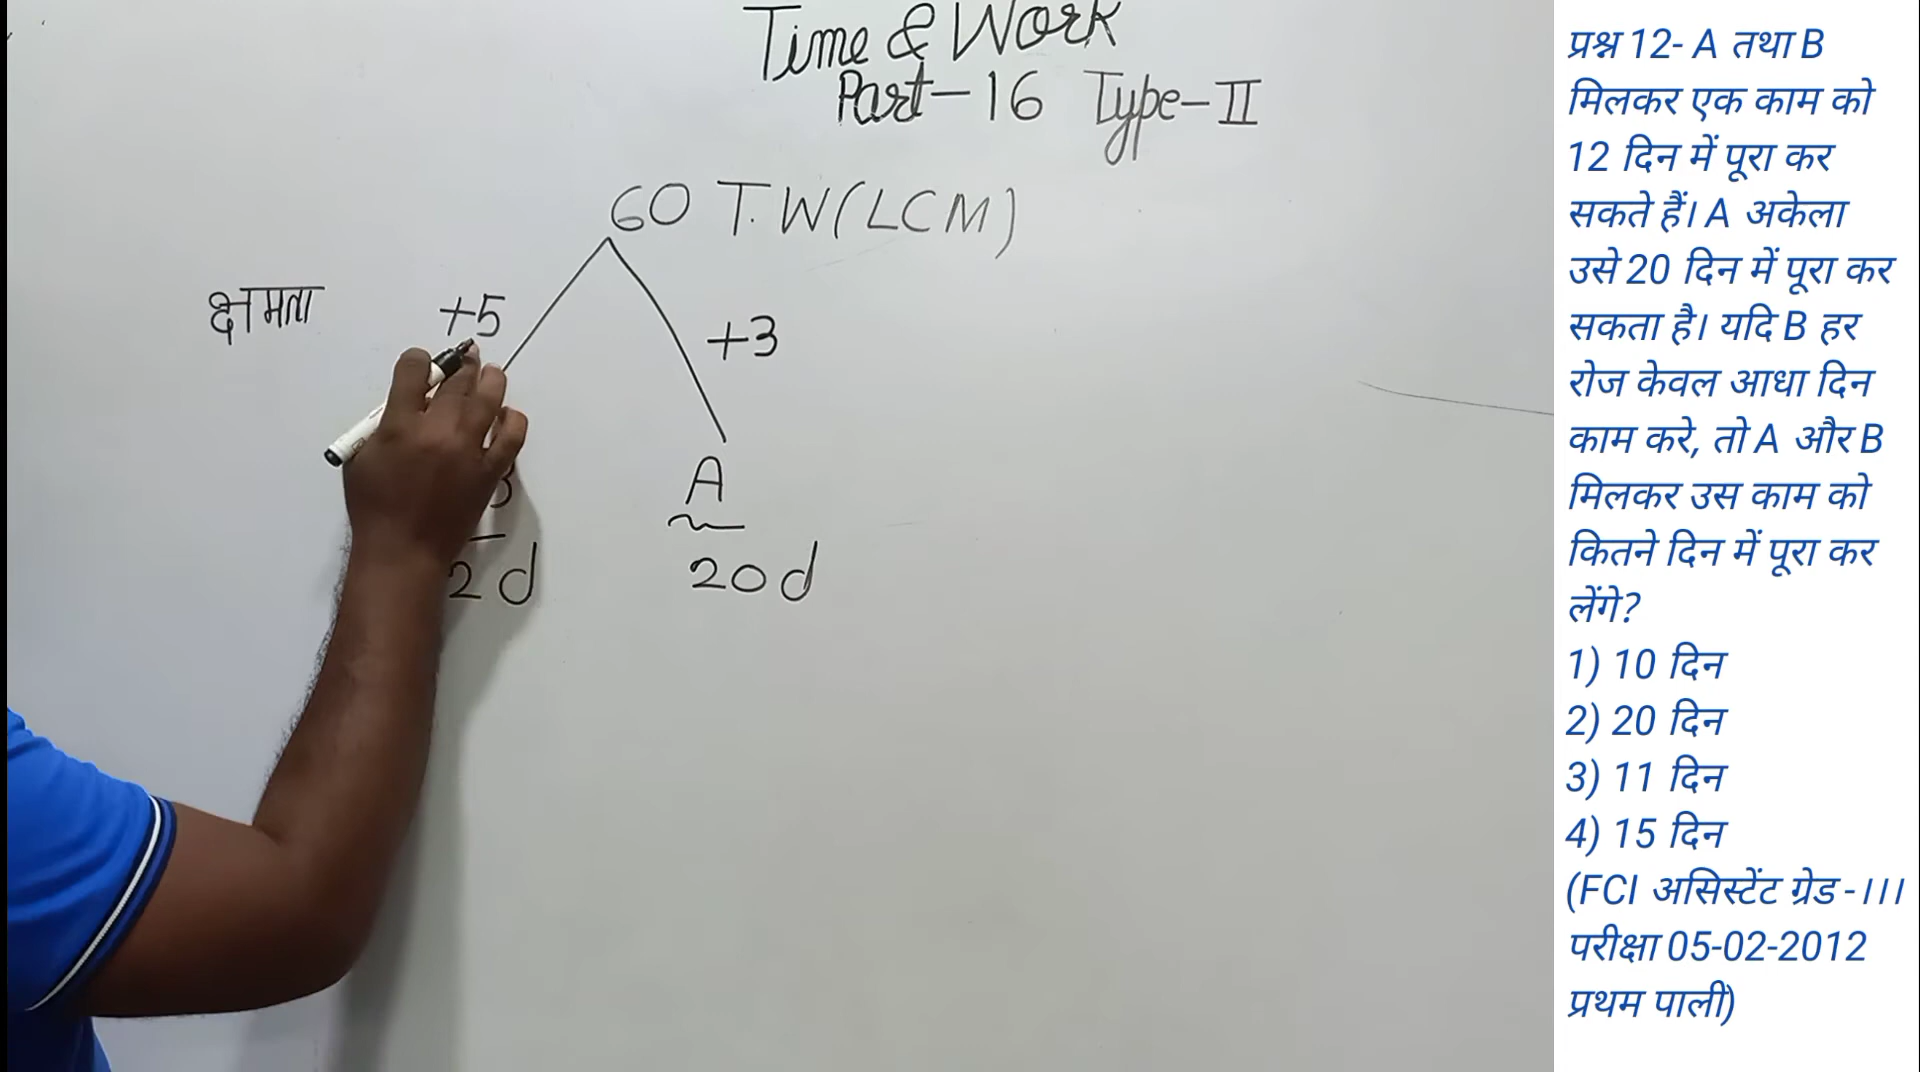 Time & Work
Part-16 Type-II
60 T.W(LCM)
क्षमता +5
+3
A
2d 20d
प्रश्न 12- A तथा B
मिलकर एक काम को
12 दिन में पूरा कर
सकते हैं। A अकेला
उसे 20 दिन में पूरा कर
सकता है। यदि B हर
रोज केवल आधा दिन
काम करे, तो A और B
मिलकर उस काम को
कितने दिन में पूरा कर
लेंगे?
1) 10 दिन
2) 20 दिन
3) 11 दिन
4) 15 दिन
(FCI असिस्टेंट ग्रेड -।।।
परीक्षा 05-02-2012
प्रथम पाली)